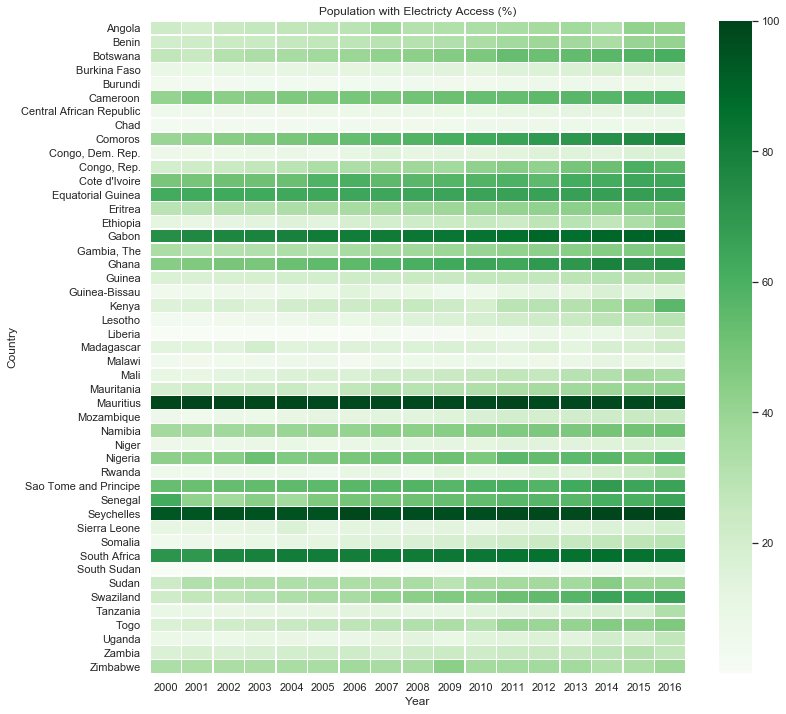 Population with Electricty Access (%)
Angola
Benin
Botswana
Burkina Faso
Burundi
Cameroon
Central African Republic
Chad
Comoros
Congo, Dem. Rep.
Congo, Rep.
Cote d'Ivoire
Equatorial Guinea
Eritrea
Ethiopia
Gabon
Gambia, The
Ghana
Guinea
Guinea-Bissau
Kenya
Lesotho
Liberia
Madagascar
Malawi
Mali
Mauritania
Mauritius
Mozambique
Namibia
Niger
Nigeria
Rwanda
Sao Tome and Principe
Senegal
Seychelles
Sierra Leone
Somalia
South Africa
South Sudan
Sudan
Swaziland
Tanzania
Togo
Uganda
Zambia
Zimbabwe
Country
2000 2001 2002 2003 2004 2005 2006 2007 2008 2009 2010 2011 2012 2013 2014 2015 2016
Year
100
80
60
40
20